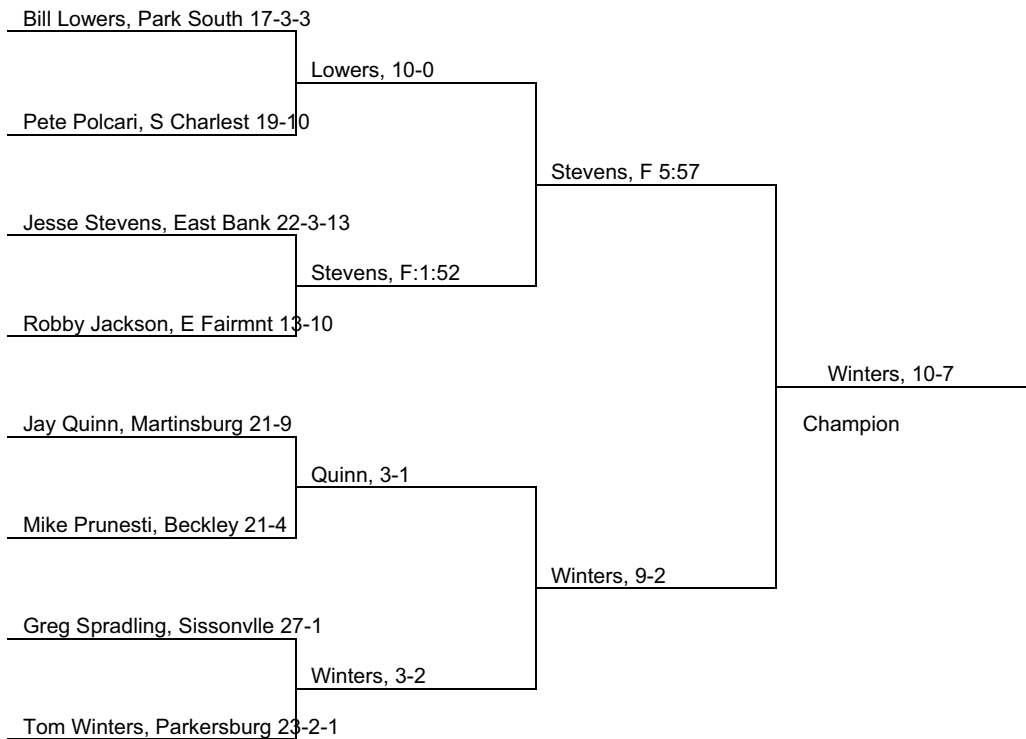 Bill Lowers, Park South 17-3-3
Lowers, 10-0
Pete Polcari, S Charlest 19-10
Stevens, F 5:57
Jesse Stevens, East Bank 22-3-13
Stevens, F:1:52
Robby Jackson, E Fairmnt 13-10
Winters, 10-7
Jay Quinn, Martinsburg 21-9
Champion
Quinn, 3-1
Mike Prunesti, Beckley 21-4
Winters, 9-2
Greg Spradling, Sissonvlle 27-1
Winters, 3-2
Tom Winters, Parkersburg 23-2-1